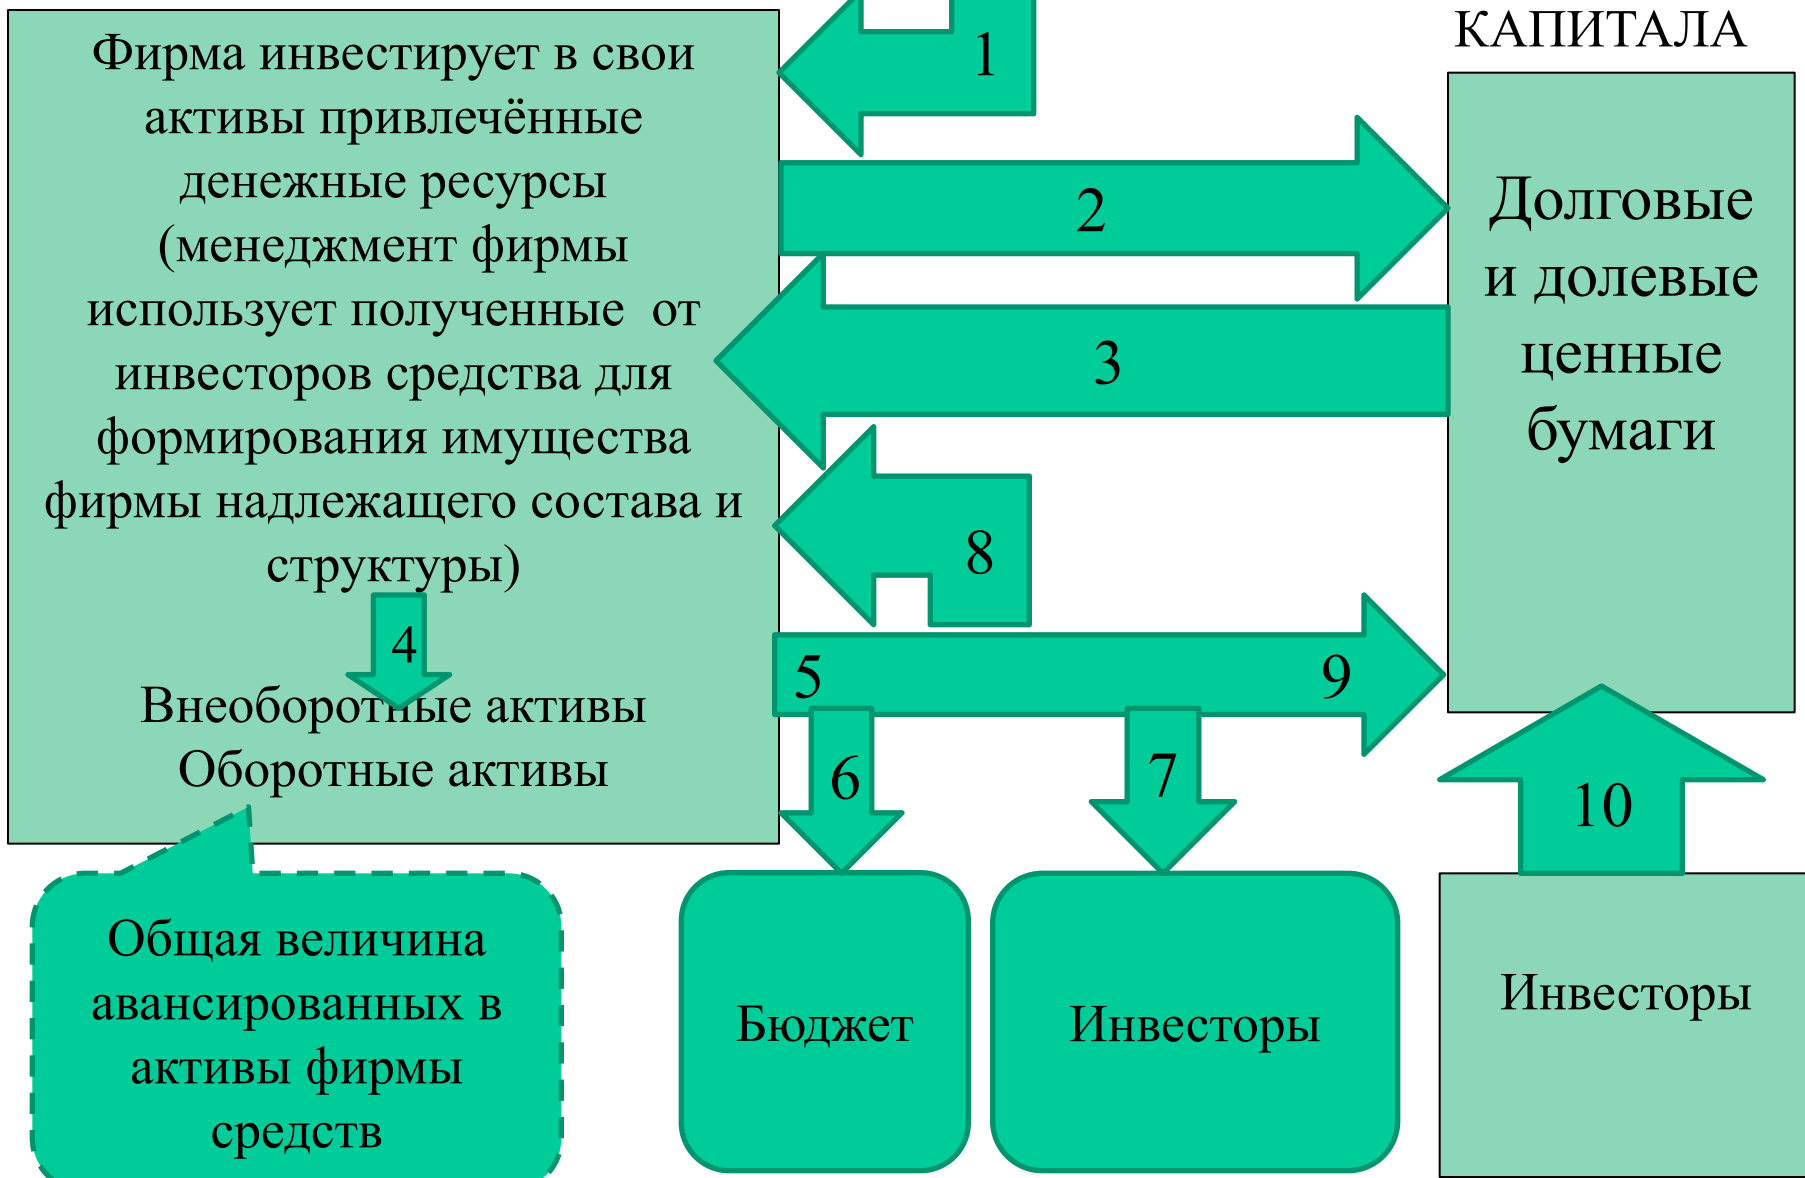 Фирма инвестирует в свои
активы привлечённые
денежные ресурсы
(менеджмент фирмы
использует полученные от
инвесторов средства для
формирования имущества
фирмы надлежащего состава и
структуры)
4
Внеоборотные активы
Оборотные активы
1
2
3
8
5
9
6
7
КАПИТАЛА
Долговые
и долевые
ценные
бумаги
10
Общая величина
авансированных в
активы фирмы
средств
Бюджет
Инвесторы
Инвесторы